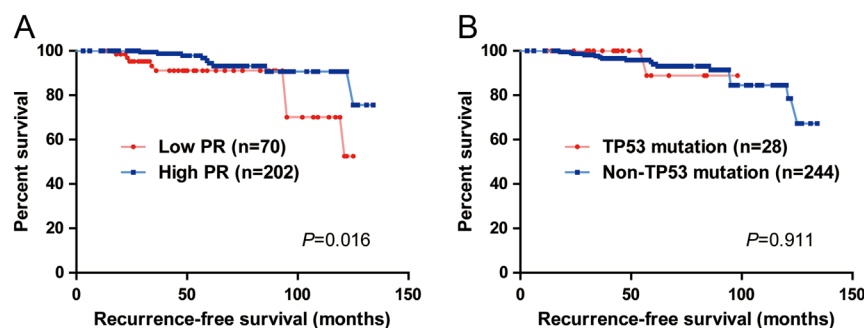 A
Percent survival
100
80
60
40
20
0
Low PR (n=70)
High PR (n=202)
P=0.016
0 50 100 150
Recurrence-free survival (months)
B
Percent survival
100
80
60
40
20
0
TP53 mutation (n=28)
Non-TP53 mutation (n=244)
P=0.911
0 50 100 150
Recurrence-free survival (months)